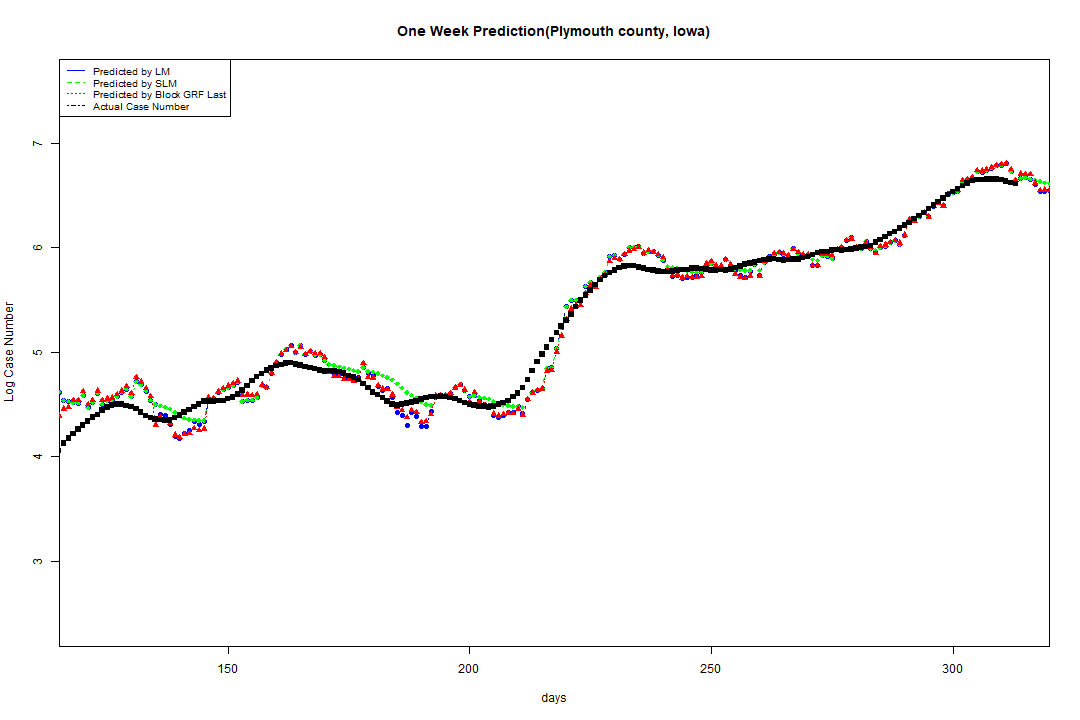 One Week Prediction(Plymouth county, Iowa)
Predicted by LM
Predicted by SLM
Predicted by Block GRF Last
Actual Case Number
7
6
5
4
3
Log Case Number
150 200 250 300
days